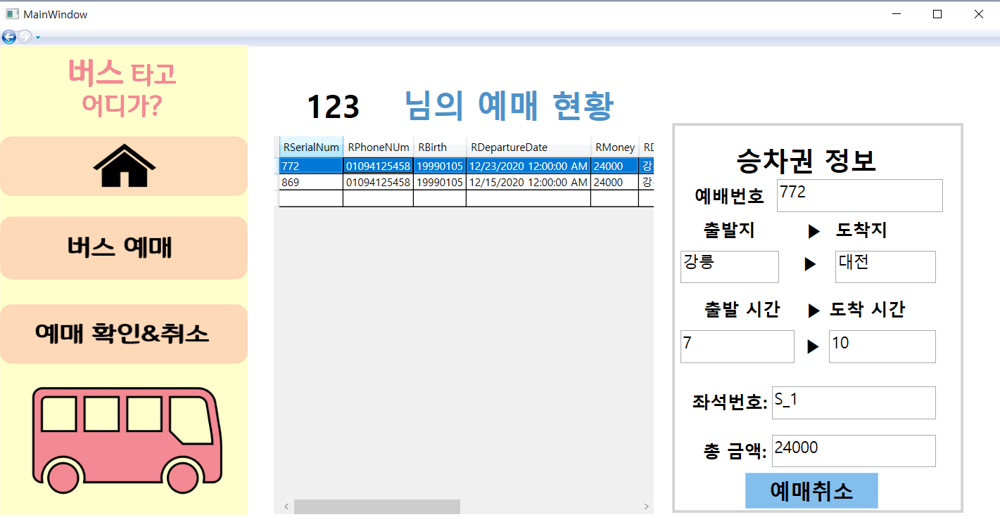 MainWindow
버스 타고
어디가?
버스 예매
예매 확인&취소
123 님의 예매 현황
RSerialNum RPhoneNUm RBirth RDepartureDate RMoney
772 01094125458 19990105 12/23/2020 12:00:00 AM 24000
869 01094125458 19990105 12/15/2020 12:00:00 AM 24000
승차권 정보
예배번호 772
출발지 ▶ 도착지
강릉 ▶ 대전
출발 시간 ▶ 도착 시간
7 ▶ 10
좌석번호: S_1
총 금액: 24000
예매취소